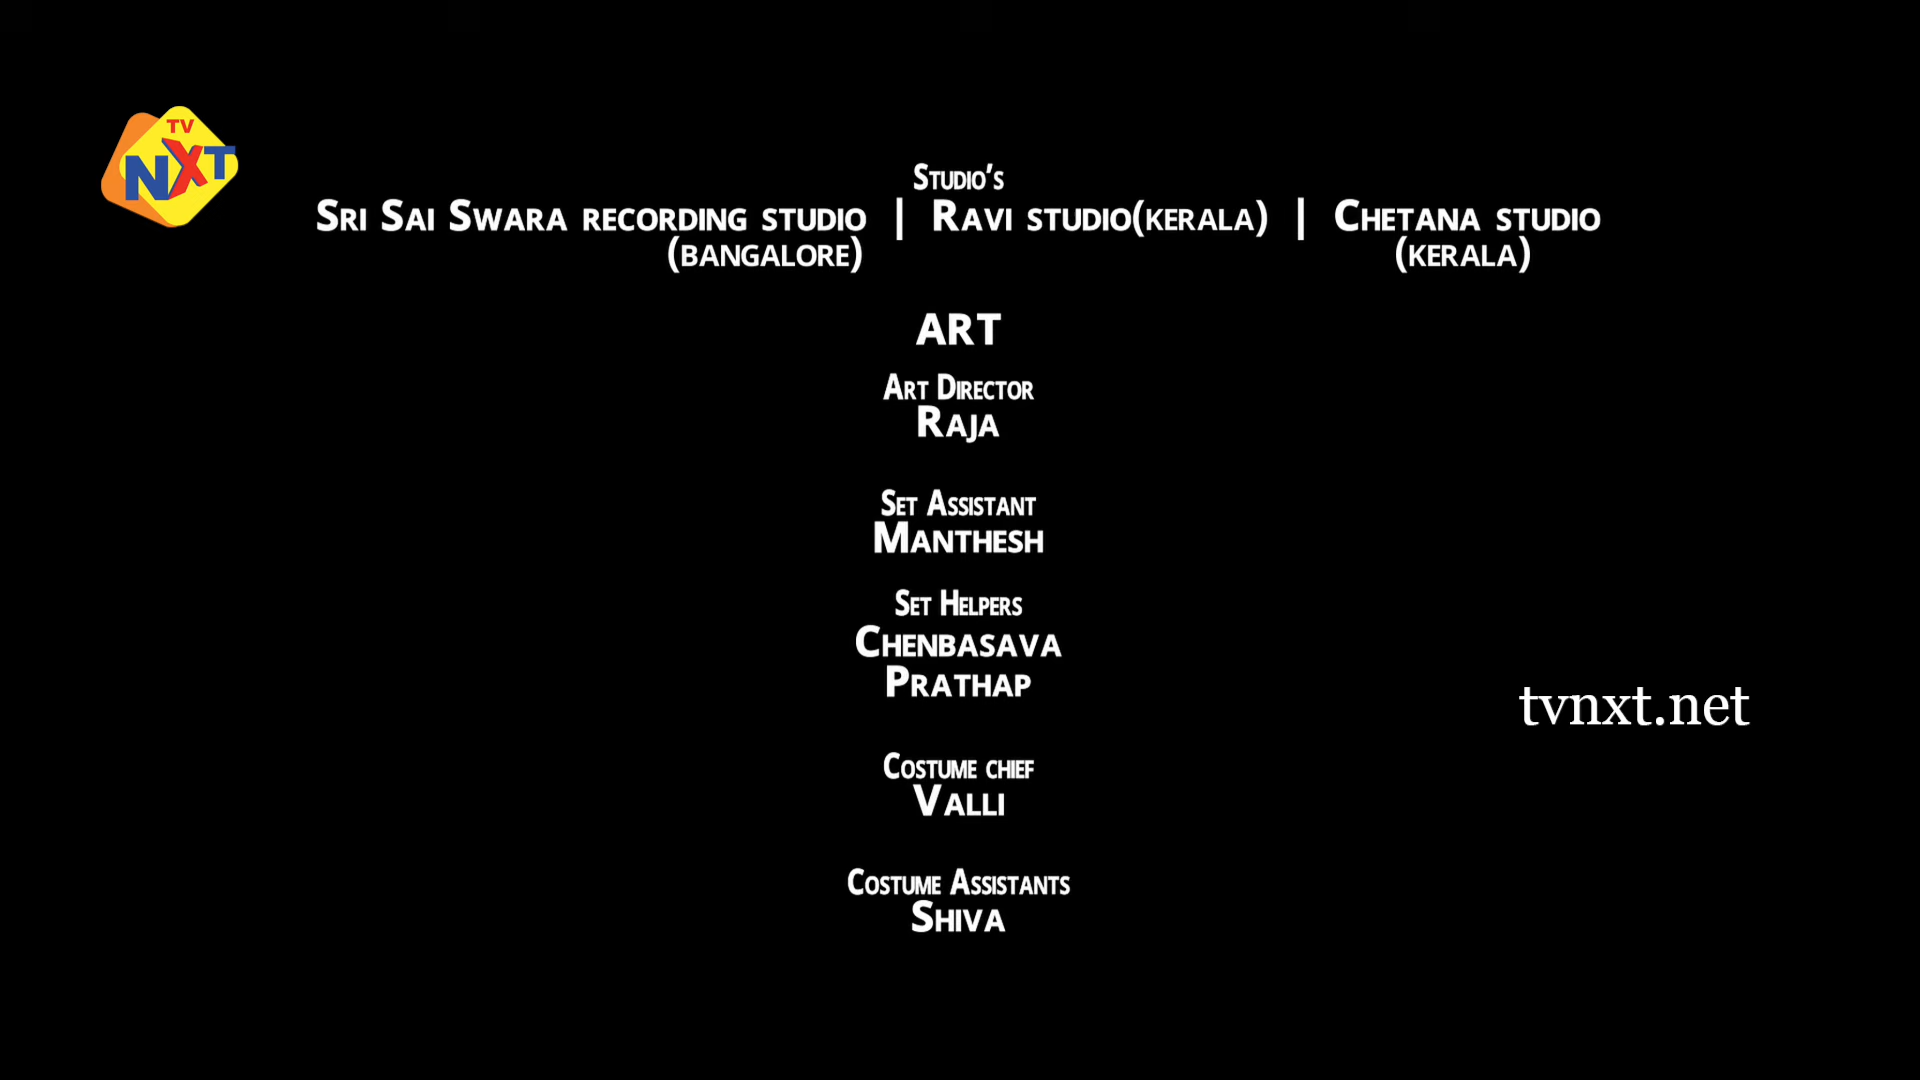 TV
NXT
Studio's
Sri Sai Swara recording studio | Ravi studio(kerala) | Chetana studio
(bangalore) (kerala)
ART
Art Director
Raja
Set Assistant
Manthesh
Set Helpers
Chenbasava
Prathap
tvnxt.net
Costume chief
Valli
Costume Assistants
Shiva